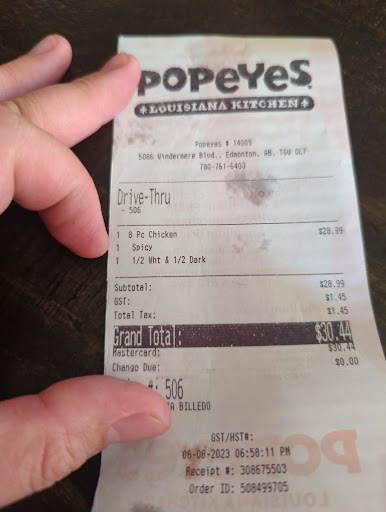 POPEYES
LOUISIANA KITCHEN
Popeyes # 14009
5086 Windermere Blvd., Edmonton, AB, T6W 0L7
780-761-6400
Drive-Thru
- 506
1 8 Pc Chicken $28.99
1 Spicy
1 1/2 Wht & 1/2 Dark
Subtotal: $28.99
GST: $1.45
Total Tax: $1.45
Grand Total: $30.44
Mastercard: $30.44
Change Due: $0.00
#: 506
BILLEDO
GST/HST#:
06-08-2023 06:58:11 PM
Receipt #: 308675503
Order ID: 508499705